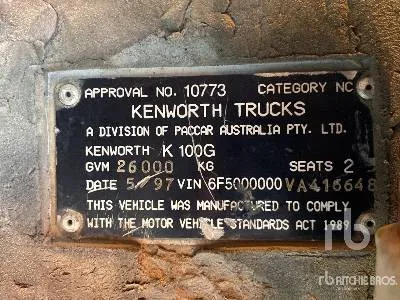 APPROVAL NO. 10773 CATEGORY NC
KENWORTH TRUCKS
A DIVISION OF PACCAR AUSTRALIA PTY. LTD.
KENWORTH K 100G
GVM 26000 KG SEATS 2
DATE 5/97 VIN 6F5000000VA416648
THIS VEHICLE WAS MANUFACTURED TO COMPLY
WITH THE MOTOR VEHICLE STANDARDS ACT 1989
rb
RITCHIE BROS.